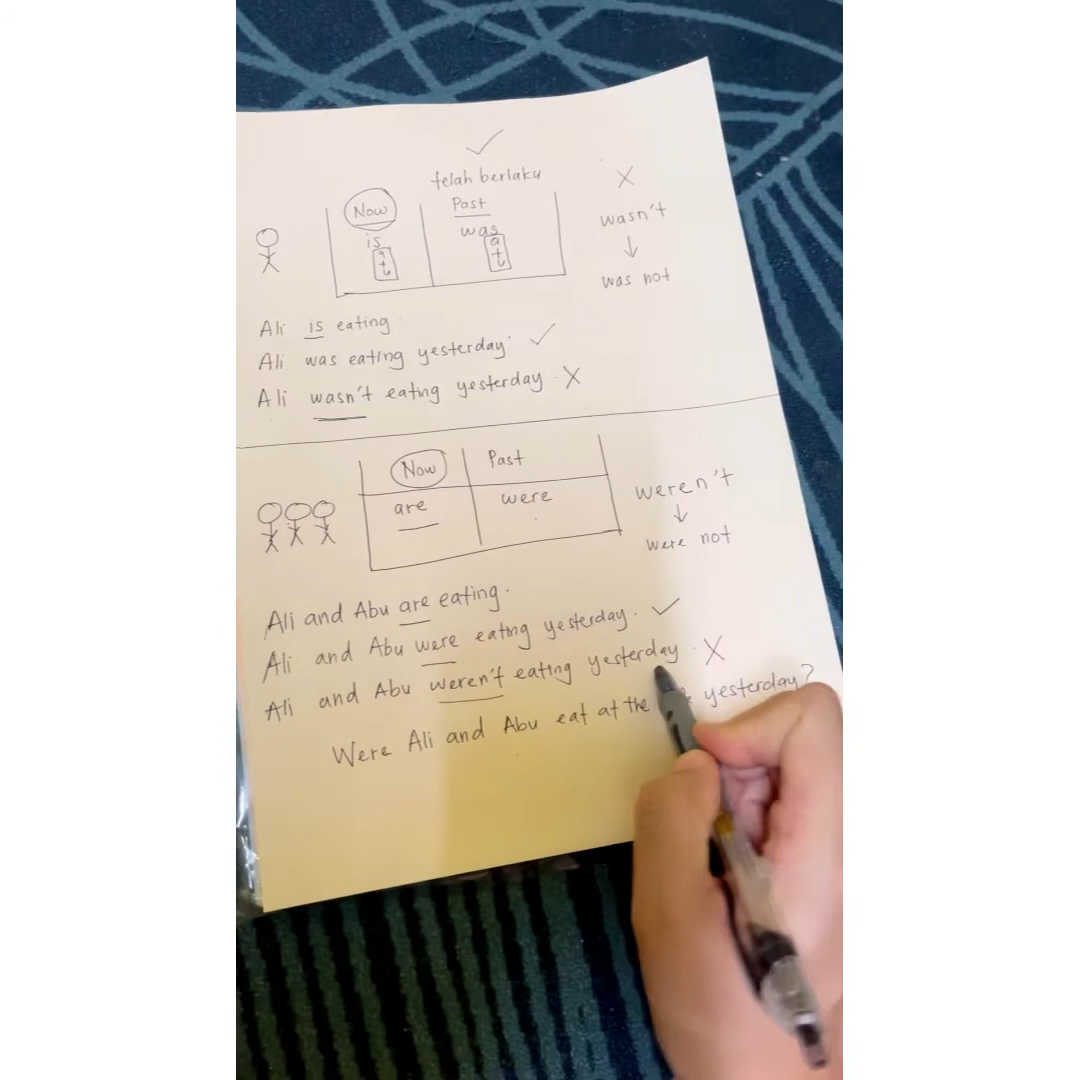 telah berlaku
Now Past
is was
atu atu
wasn't
was not
Ali is eating.
Ali was eating yesterday.
Ali wasn't eating yesterday.
Now Past
are were
weren't
were not
Ali and Abu are eating.
Ali and Abu were eating yesterday.
Ali and Abu weren't eating yesterday.
Were Ali and Abu eat at the yesterday?